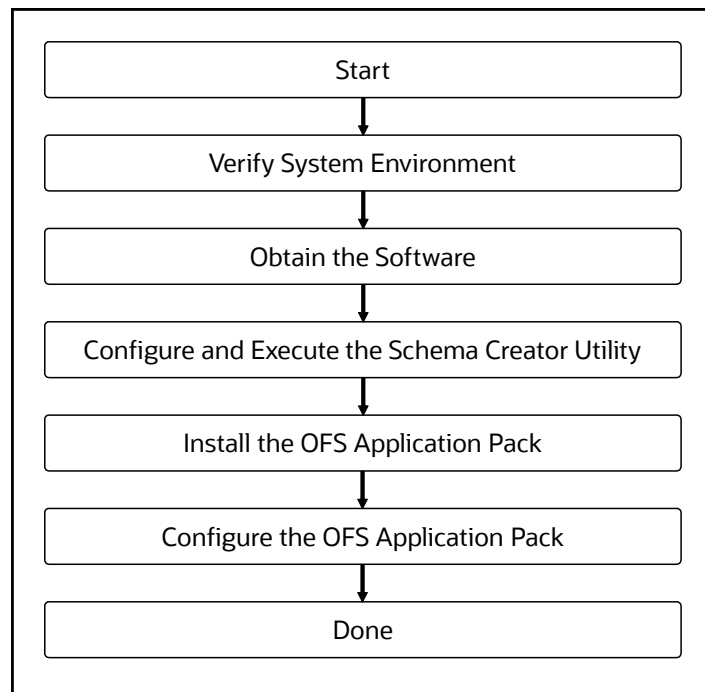 Start
Verify System Environment
Obtain the Software
Configure and Execute the Schema Creator Utility
Install the OFS Application Pack
Configure the OFS Application Pack
Done